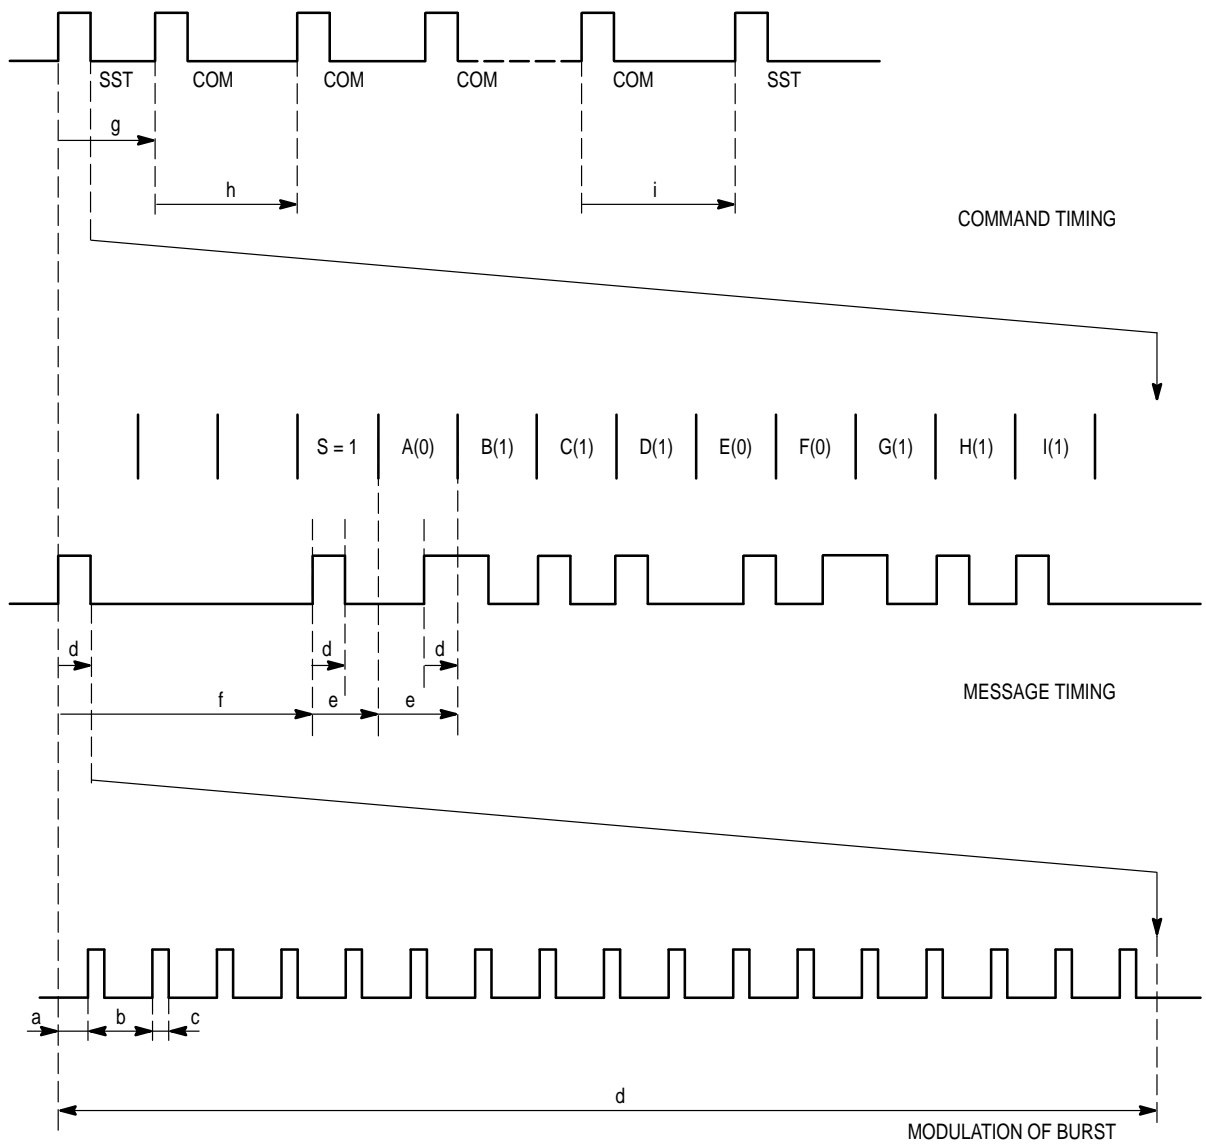 SST COM COM COM COM SST
g
h i
COMMAND TIMING
S = 1 A(0) B(1) C(1) D(1) E(0) F(0) G(1) H(1) I(1)
d d d
MESSAGE TIMING
f e e
a b c
d
MODULATION OF BURST